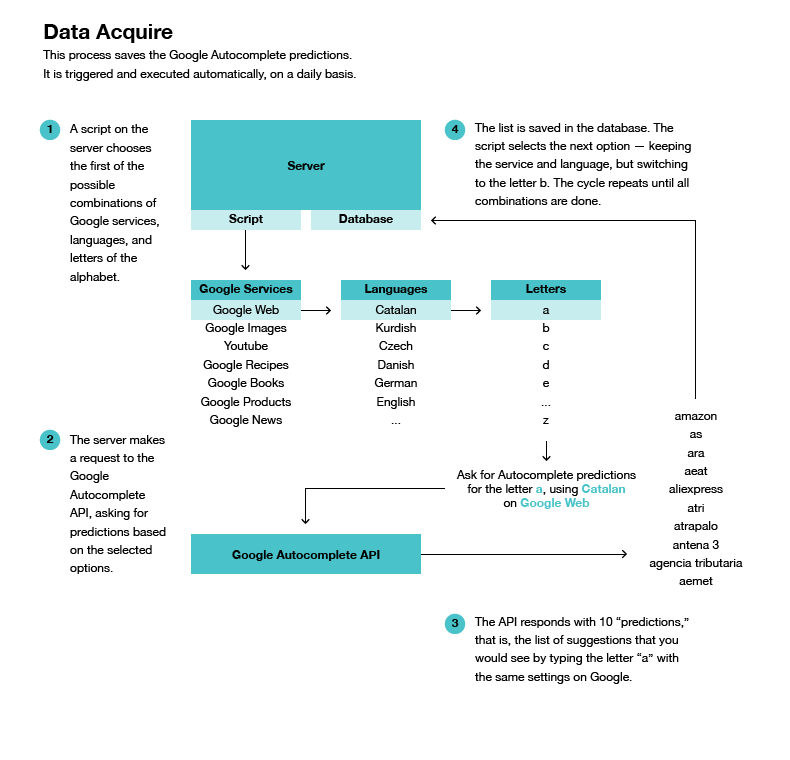 Data Acquire
This process saves the Google Autocomplete predictions.
It is triggered and executed automatically, on a daily basis.
1
A script on the
server chooses
the first of the
possible
combinations of
Google services,
languages, and
letters of the
alphabet.
Server
Script
Database
4
The list is saved in the database. The
script selects the next option — keeping
the service and language, but switching
to the letter b. The cycle repeats until all
combinations are done.
Google Services
Google Web
Google Images
Youtube
Google Recipes
Google Books
Google Products
Google News
Languages
Catalan
Kurdish
Czech
Danish
German
English
...
Letters
a
b
c
d
e
...
z
2
The server makes
a request to the
Google
Autocomplete
API, asking for
predictions based
on the selected
options.
Ask for Autocomplete predictions
for the letter a, using Catalan
on Google Web
Google Autocomplete API
amazon
as
ara
aeat
aliexpress
atri
atrapalo
antena 3
agencia tributaria
aemet
3
The API responds with 10 “predictions,”
that is, the list of suggestions that you
would see by typing the letter “a” with
the same settings on Google.